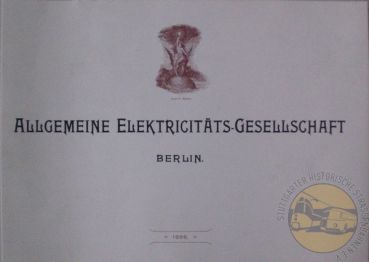 ALLGEMEINE ELEKTRICITÄTS-GESELLSCHAFT
BERLIN.
STUTTGARTER HISTORISCHE STRASSENBAHNEN E.V.